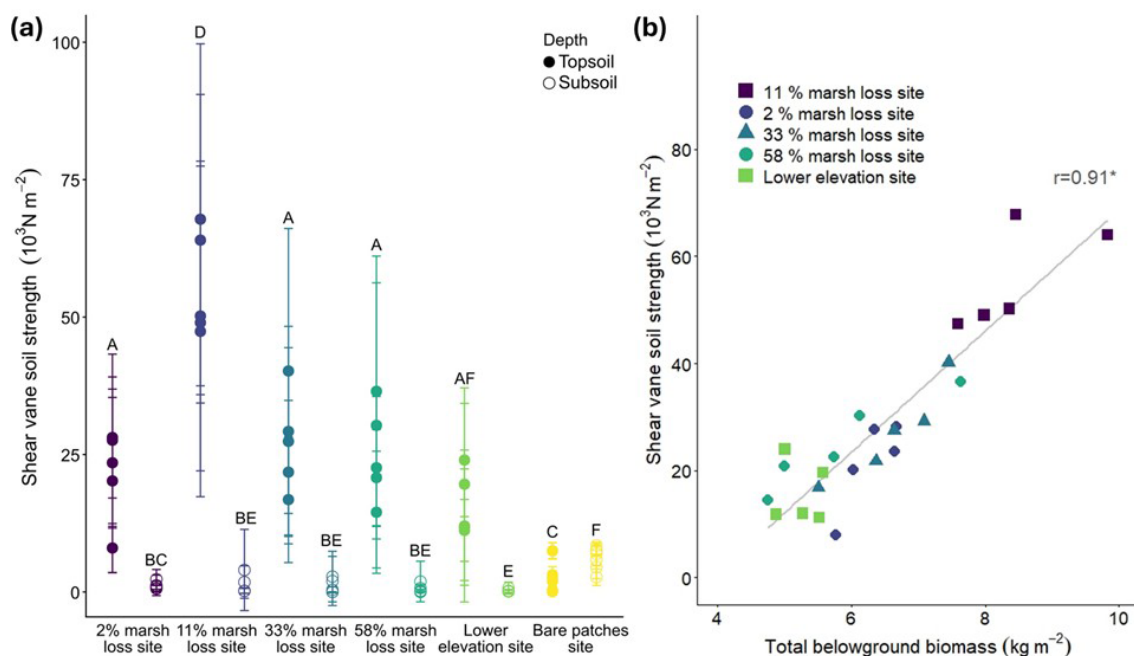 (a)
Shear vane soil strength (10³N m⁻²)
100
75
50
25
0
Depth
Topsoil
Subsoil
A
BC
D
BE
A
BE
A
BE
AF
E
C
F
2% marsh
loss site
11% marsh
loss site
33% marsh
loss site
58% marsh
loss site
Lower
elevation site
Bare patches
site
(b)
Shear vane soil strength (10³N m⁻²)
80
60
40
20
0
11 % marsh loss site
2 % marsh loss site
33 % marsh loss site
58 % marsh loss site
Lower elevation site
r=0.91*
4 6 8 10
Total belowground biomass (kg m⁻²)